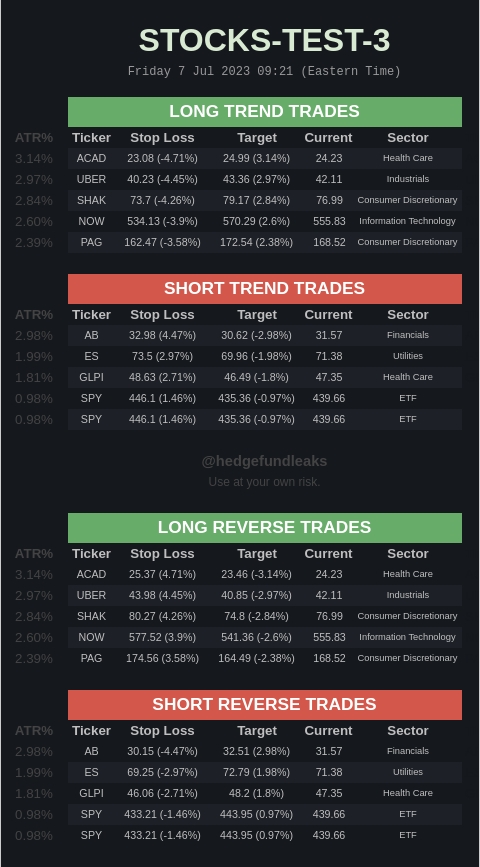 STOCKS-TEST-3
Friday 7 Jul 2023 09:21 (Eastern Time)
LONG TREND TRADES
ATR% Ticker Stop Loss Target Current Sector
3.14% ACAD 23.08 (-4.71%) 24.99 (3.14%) 24.23 Health Care
2.97% UBER 40.23 (-4.45%) 43.36 (2.97%) 42.11 Industrials
2.84% SHAK 73.7 (-4.26%) 79.17 (2.84%) 76.99 Consumer Discretionary
2.60% NOW 534.13 (-3.9%) 570.29 (2.6%) 555.83 Information Technology
2.39% PAG 162.47 (-3.58%) 172.54 (2.38%) 168.52 Consumer Discretionary
SHORT TREND TRADES
ATR% Ticker Stop Loss Target Current Sector
2.98% AB 32.98 (4.47%) 30.62 (-2.98%) 31.57 Financials
1.99% ES 73.5 (2.97%) 69.96 (-1.98%) 71.38 Utilities
1.81% GLPI 48.63 (2.71%) 46.49 (-1.8%) 47.35 Health Care
0.98% SPY 446.1 (1.46%) 435.36 (-0.97%) 439.66 ETF
0.98% SPY 446.1 (1.46%) 435.36 (-0.97%) 439.66 ETF
@hedgefundleaks
Use at your own risk.
LONG REVERSE TRADES
ATR% Ticker Stop Loss Target Current Sector
3.14% ACAD 25.37 (4.71%) 23.46 (-3.14%) 24.23 Health Care
2.97% UBER 43.98 (4.45%) 40.85 (-2.97%) 42.11 Industrials
2.84% SHAK 80.27 (4.26%) 74.8 (-2.84%) 76.99 Consumer Discretionary
2.60% NOW 577.52 (3.9%) 541.36 (-2.6%) 555.83 Information Technology
2.39% PAG 174.56 (3.58%) 164.49 (-2.38%) 168.52 Consumer Discretionary
SHORT REVERSE TRADES
ATR% Ticker Stop Loss Target Current Sector
2.98% AB 30.15 (-4.47%) 32.51 (2.98%) 31.57 Financials
1.99% ES 69.25 (-2.97%) 72.79 (1.98%) 71.38 Utilities
1.81% GLPI 46.06 (-2.71%) 48.2 (1.8%) 47.35 Health Care
0.98% SPY 433.21 (-1.46%) 443.95 (0.97%) 439.66 ETF
0.98% SPY 433.21 (-1.46%) 443.95 (0.97%) 439.66 ETF